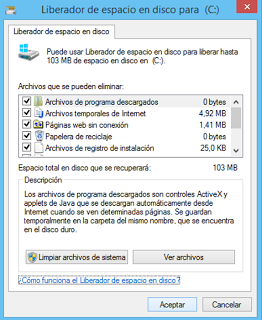 Liberador de espacio en disco para (C:)
Liberador de espacio en disco
Puede usar Liberador de espacio en disco para liberar hasta
103 MB de espacio en disco en (C:).
Archivos que se pueden eliminar:
Archivos de programa descargados 0 bytes
Archivos temporales de Internet 4,92 MB
Páginas web sin conexión 1,41 MB
Papelera de reciclaje 0 bytes
Archivos de registro de instalación 25,0 KB
Espacio total en disco que se recuperará: 103 MB
Descripción
Los archivos de programa descargados son controles ActiveX y
applets de Java que se descargan automáticamente desde
Internet cuando se ven determinadas páginas. Se guardan
temporalmente en la carpeta del mismo nombre, que se encuentra
en el disco duro.
Limpiar archivos de sistema Ver archivos
¿Cómo funciona el Liberador de espacio en disco?
Aceptar Cancelar